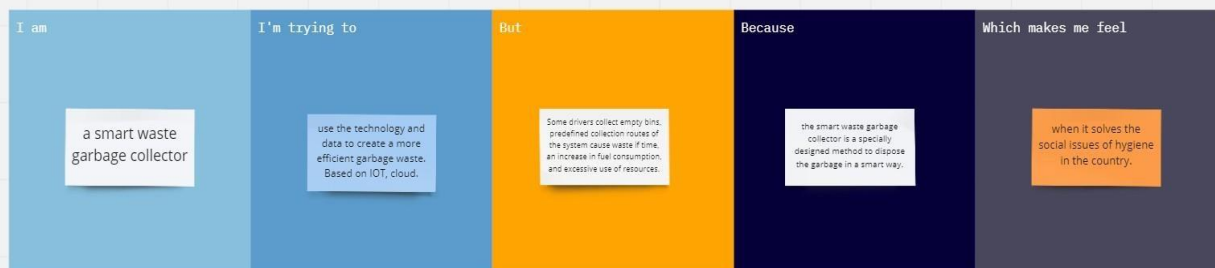 I am
a smart waste
garbage collector
I'm trying to
use the technology and
data to create a more
efficient garbage waste.
Based on IOT, cloud.
But
Some drivers collect empty bins,
predefined collection routes of
the system cause waste if time,
an increase in fuel consumption,
and excessive use of resources.
Because
the smart waste garbage
collector is a specially
designed method to dispose
the garbage in a smart way.
Which makes me feel
when it solves the
social issues of hygiene
in the country.